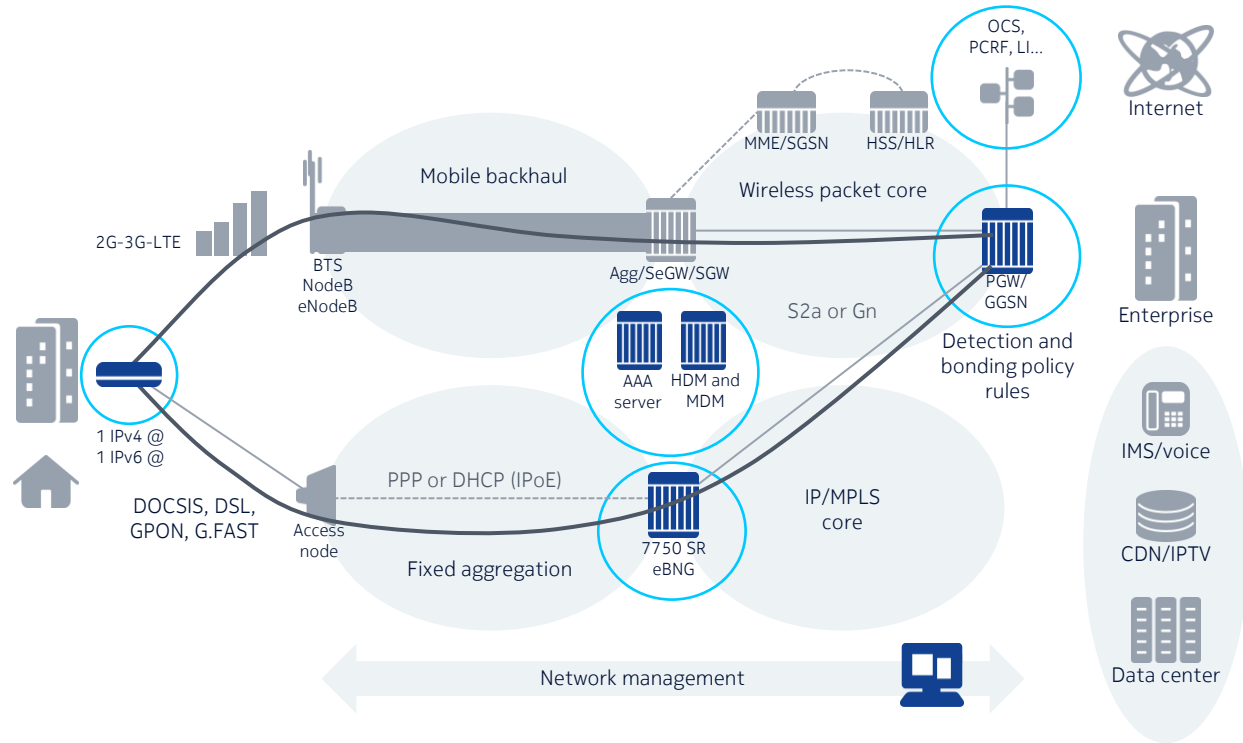 OCS,
PCRF, LI...
Internet
MME/SGSN
HSS/HLR
Mobile backhaul
Wireless packet core
2G-3G-LTE
BTS
NodeB
eNodeB
Agg/SeGW/SGW
PGW/
GGSN
S2a or Gn
Enterprise
Detection and
bonding policy
rules
AAA
server
HDM and
MDM
1 IPv4 @
1 IPv6 @
IMS/voice
PPP or DHCP (IPoE)
DOCSIS, DSL,
GPON, G.FAST
Access
node
IP/MPLS
core
7750 SR
eBNG
Fixed aggregation
CDN/IPTV
Network management
Data center